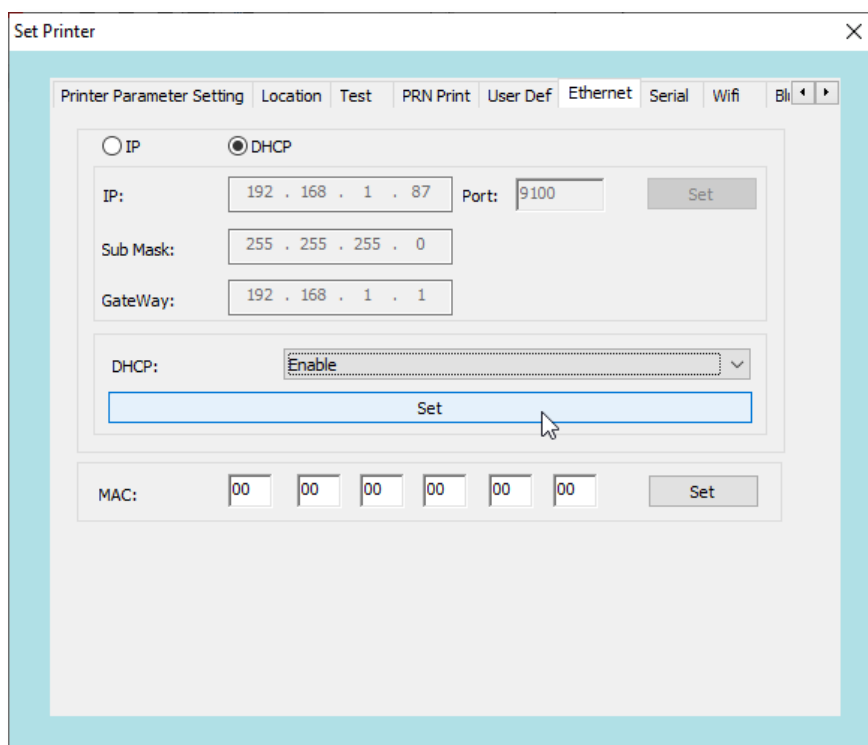 Set Printer
Printer Parameter Setting Location Test PRN Print User Def Ethernet Serial Wifi
IP DHCP
IP: 192 . 168 . 1 . 87 Port: 9100 Set
Sub Mask: 255 . 255 . 255 . 0
GateWay: 192 . 168 . 1 . 1
DHCP: Enable
Set
MAC: 00 00 00 00 00 00 Set